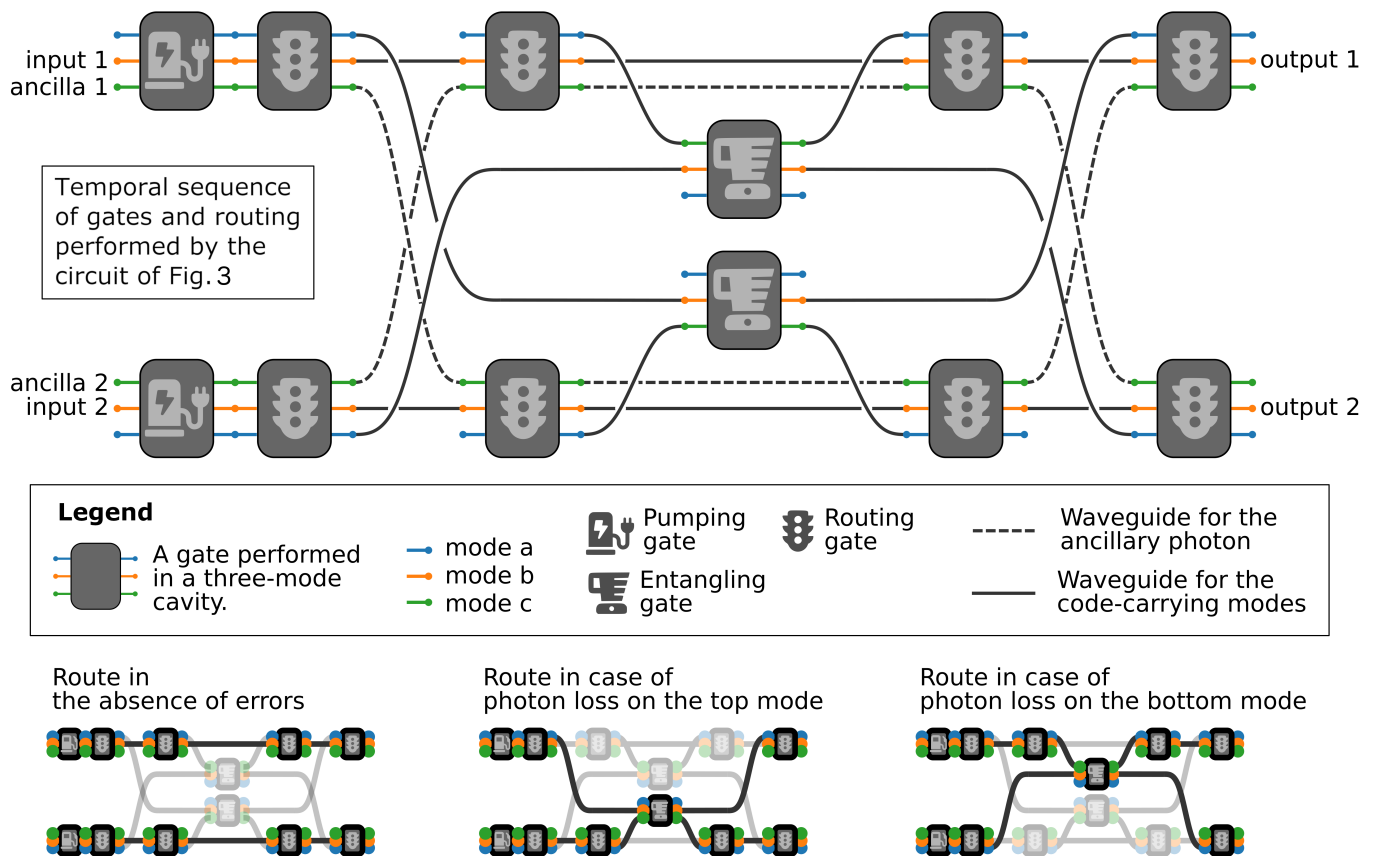 input 1
ancilla 1
output 1
Temporal sequence
of gates and routing
performed by the
circuit of Fig. 3
ancilla 2
input 2
output 2
Legend
A gate performed
in a three-mode
cavity.
mode a
mode b
mode c
Pumping
gate
Entangling
gate
Routing
gate
Waveguide for the
ancillary photon
Waveguide for the
code-carrying modes
Route in
the absence of errors
Route in case of
photon loss on the top mode
Route in case of
photon loss on the bottom mode